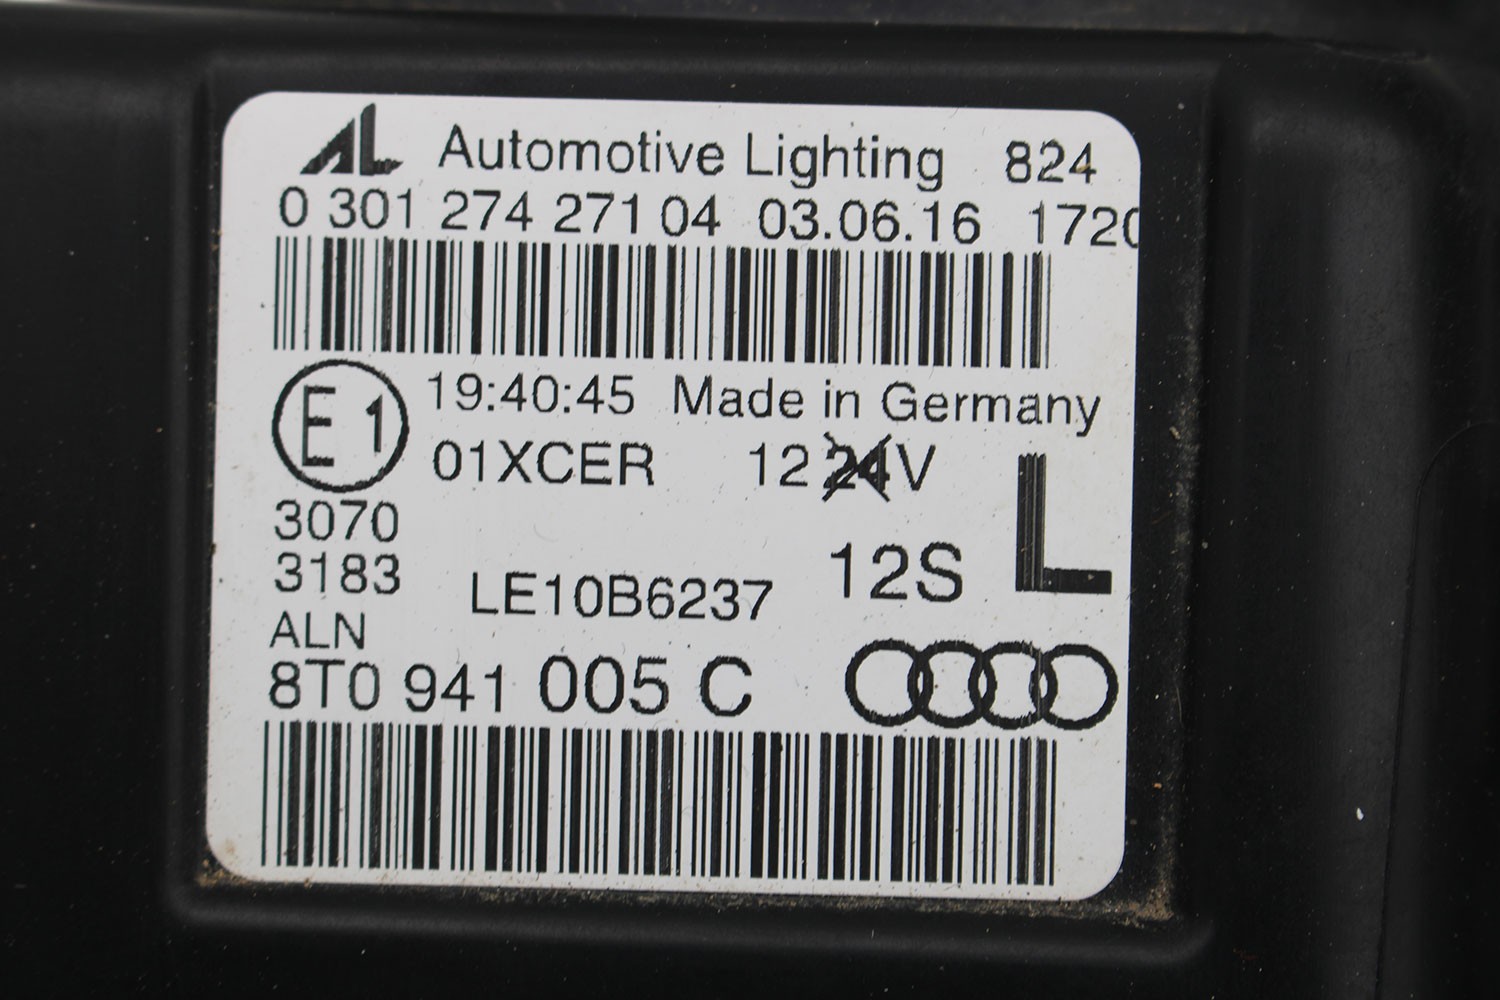 AL Automotive Lighting 824
0 301 274 271 04 03.06.16 1720
E1 19:40:45 Made in Germany
01XCER 12 24V L
3070
3183 LE10B6237 12S
ALN
8T0 941 005 C